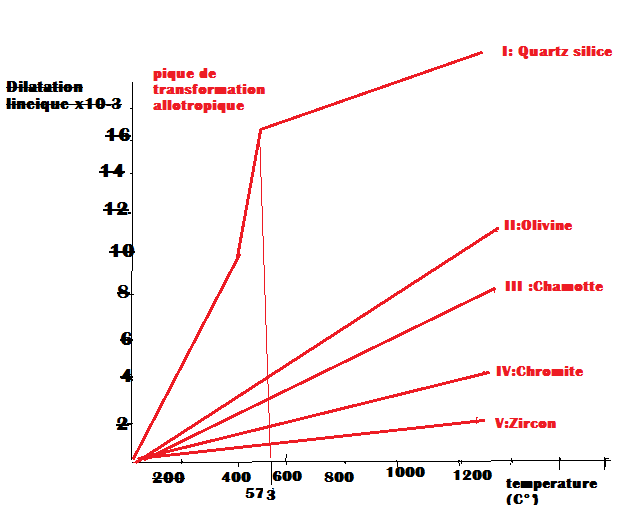 I: Quartz silice
pique de
transformation
allotropique
Dilatation
lineique x10-3
16
14
12
10
8
6
4
2
II:Olivine
III :Chamotte
IV:Chromite
V:Zircon
200 400 600 800 1000 1200
573
temperature
(C°)